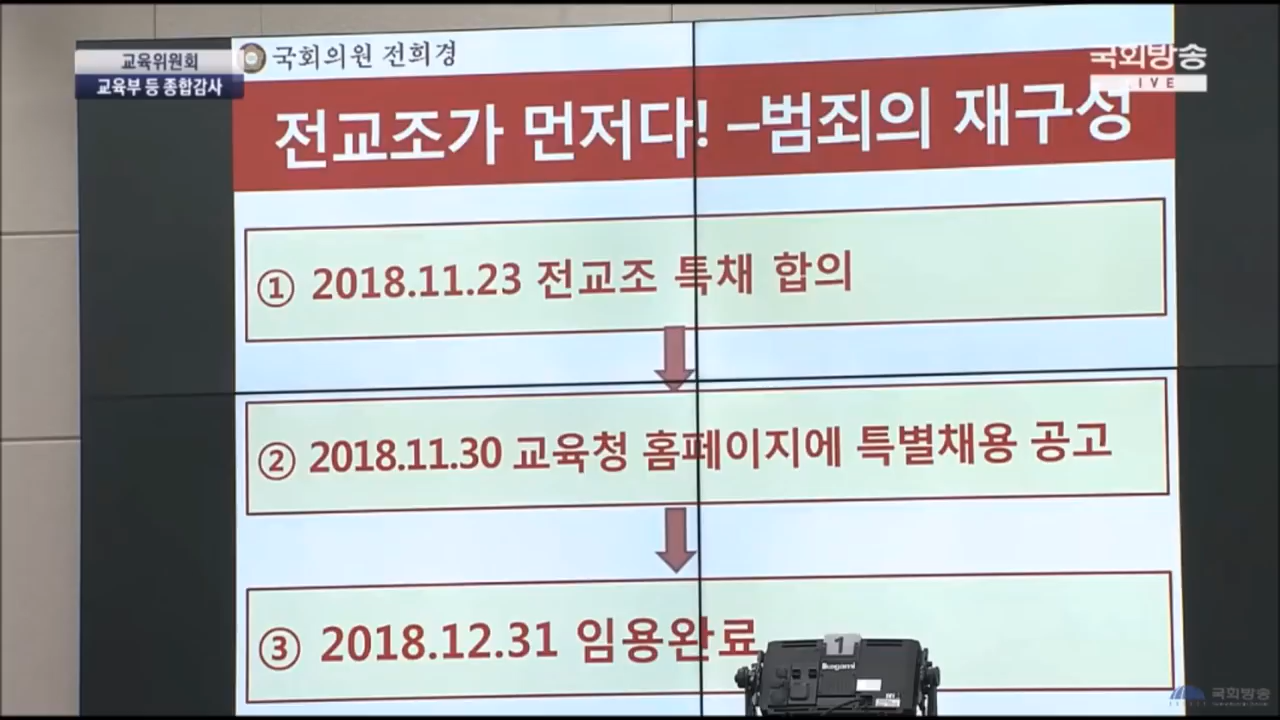 교육위원회
교육부 등 종합감사
국회의원 전희경
국회방송
LIVE
전교조가 먼저다! -범죄의 재구성
① 2018.11.23 전교조 특채 합의
② 2018.11.30 교육청 홈페이지에 특별채용 공고
③ 2018.12.31 임용완료
1
Ikegami
국회방송